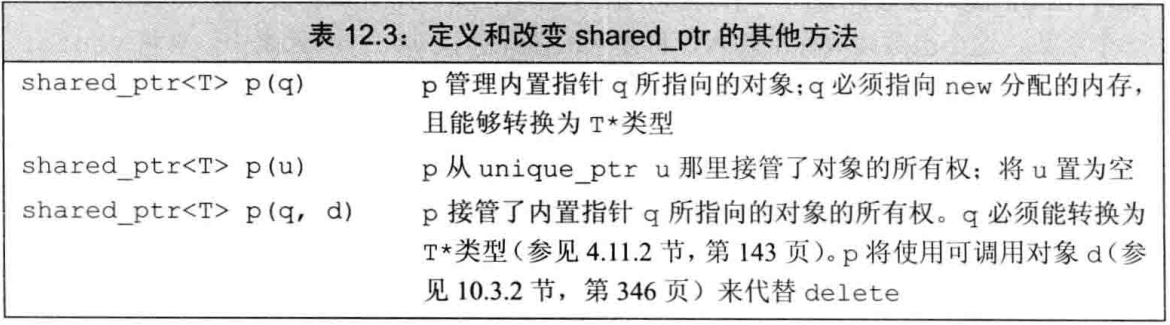 表 12.3：定义和改变 shared_ptr 的其他方法
shared_ptr<T> p(q) p 管理内置指针 q 所指向的对象；q 必须指向 new 分配的内存，
且能够转换为 T*类型
shared_ptr<T> p(u) p 从 unique_ptr u 那里接管了对象的所有权；将 u 置为空
shared_ptr<T> p(q, d) p 接管了内置指针 q 所指向的对象的所有权。q 必须能转换为
T*类型（参见 4.11.2 节，第 143 页）。p 将使用可调用对象 d（参
见 10.3.2 节，第 346 页）来代替 delete